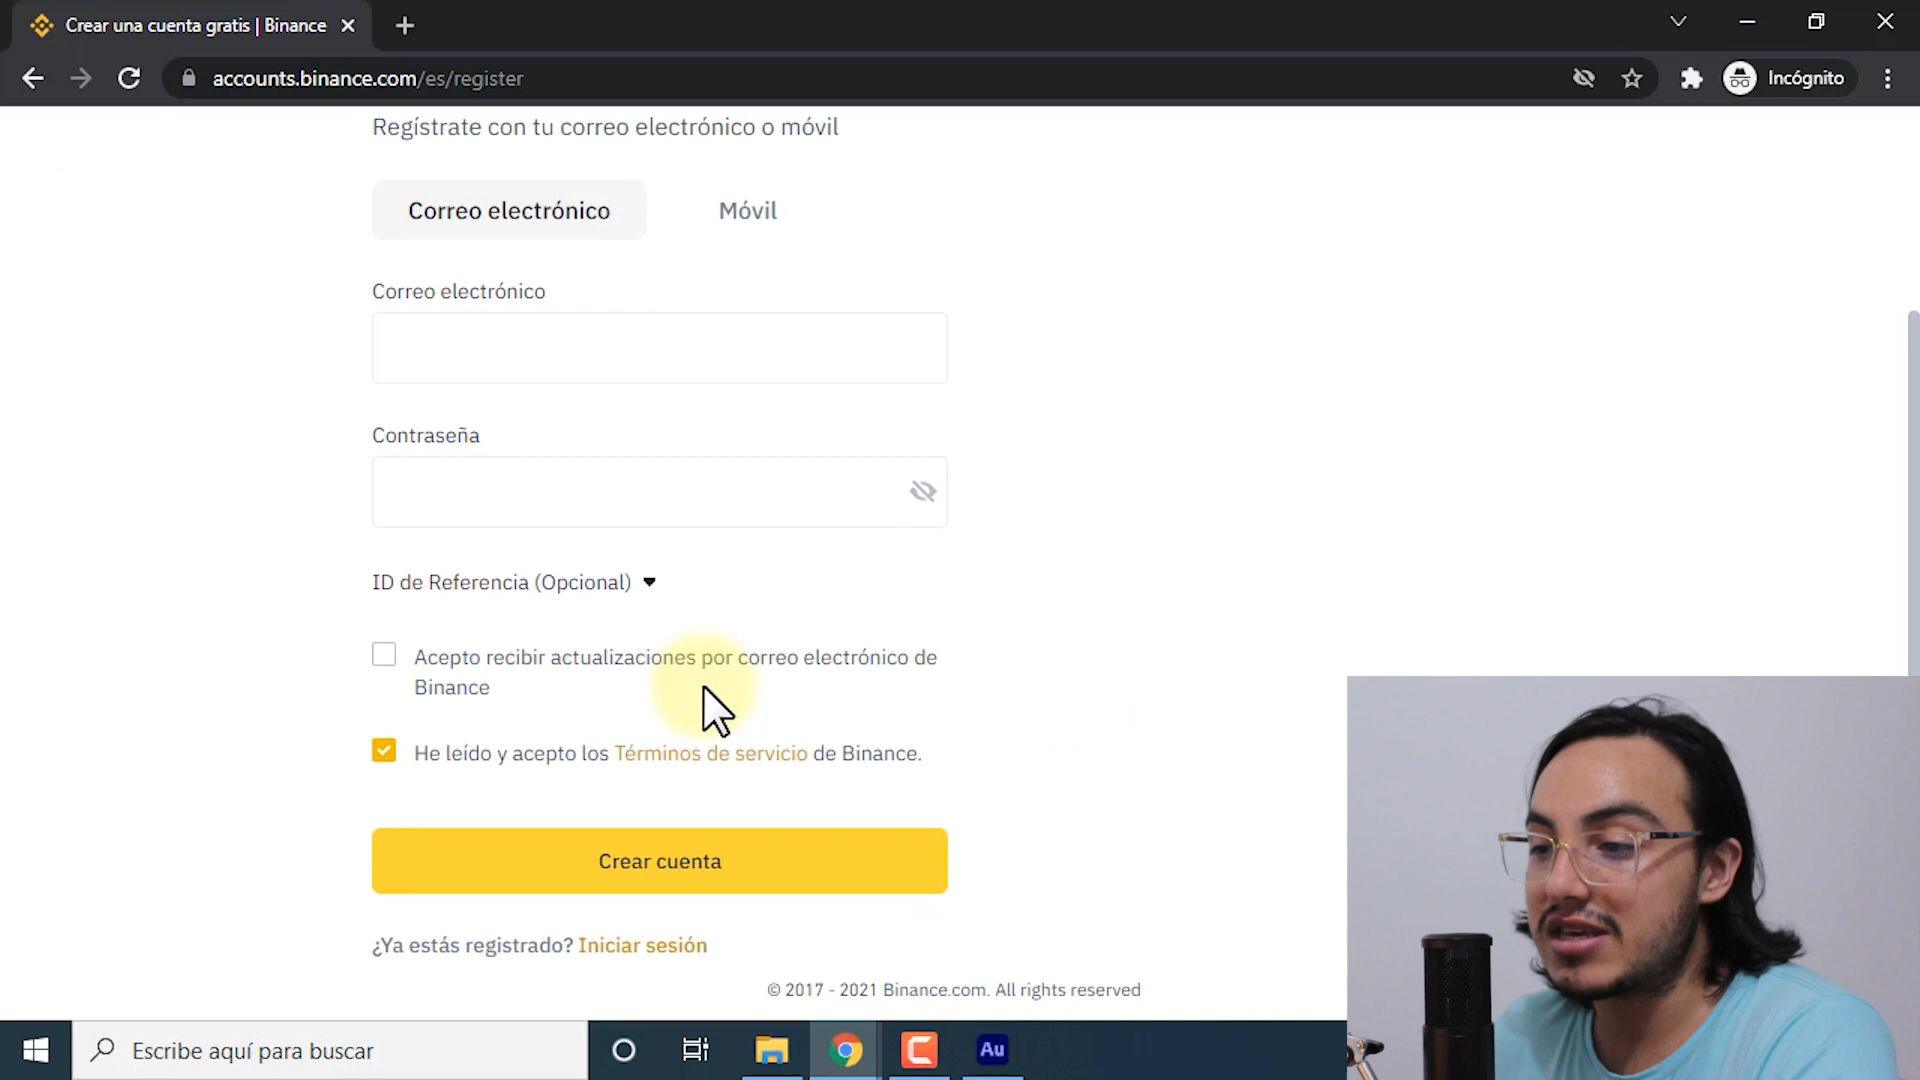 Crear una cuenta gratis | Binance
accounts.binance.com/es/register
Incógnito
Regístrate con tu correo electrónico o móvil
Correo electrónico
Móvil
Correo electrónico
Contraseña
ID de Referencia (Opcional)
Acepto recibir actualizaciones por correo electrónico de
Binance
He leído y acepto los Términos de servicio de Binance.
Crear cuenta
¿Ya estás registrado? Iniciar sesión
© 2017 - 2021 Binance.com. All rights reserved
Escribe aquí para buscar
Au